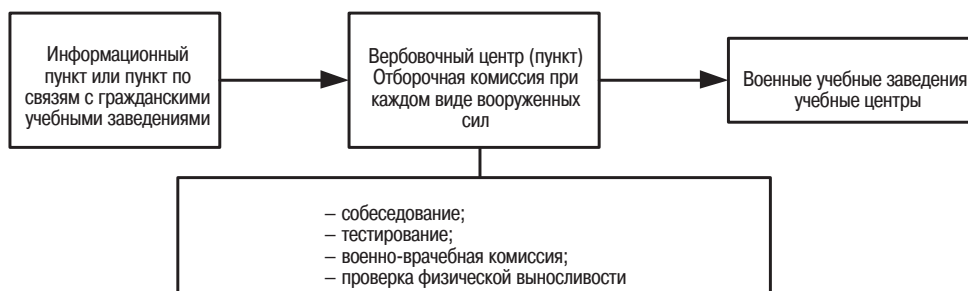 Информационный
пункт или пункт по
связям с гражданскими
учебными заведениями
Вербовочный центр (пункт)
Отборочная комиссия при
каждом виде вооруженных
сил
Военные учебные заведения
учебные центры
– собеседование;
– тестирование;
– военно-врачебная комиссия;
– проверка физической выносливости